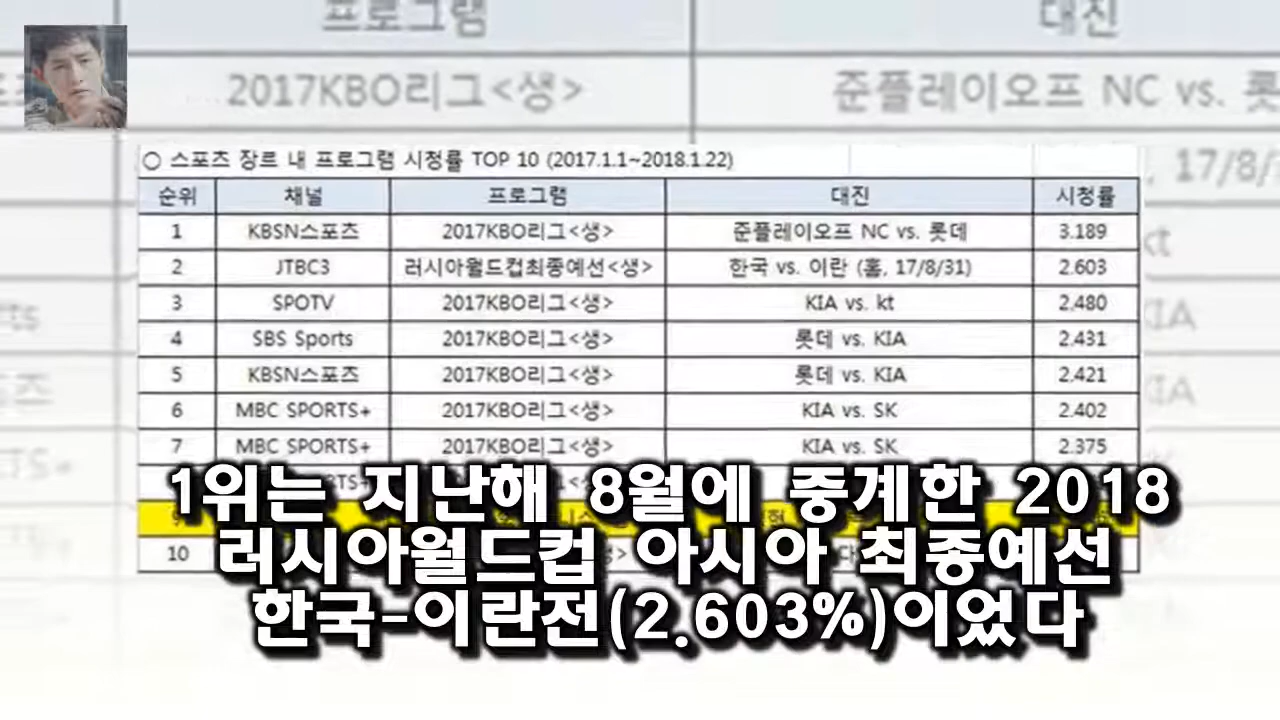 프로그램 대진
2017KBO리그<생> 준플레이오프 NC vs. 롯
○ 스포츠 장르 내 프로그램 시청률 TOP 10 (2017.1.1~2018.1.22)
, 17/8/
순위 채널 프로그램 대진 시청률
1 KBSN스포츠 2017KBO리그<생> 준플레이오프 NC vs. 롯데 3.189
kt
2 JTBC3 러시아월드컵최종예선<생> 한국 vs. 이란 (홈, 17/8/31) 2.603
3 SPOTV 2017KBO리그<생> KIA vs. kt 2.480
KIA
4 SBS Sports 2017KBO리그<생> 롯데 vs. KIA 2.431
5 KBSN스포츠 2017KBO리그<생> 롯데 vs. KIA 2.421
KIA
6 MBC SPORTS+ 2017KBO리그<생> KIA vs. SK 2.402
7 MBC SPORTS+ 2017KBO리그<생> KIA vs. SK 2.375
1위는 지난해 8월에 중계한 2018
러시아월드컵 아시아 최종예선
10
한국-이란전(2.603%)이었다